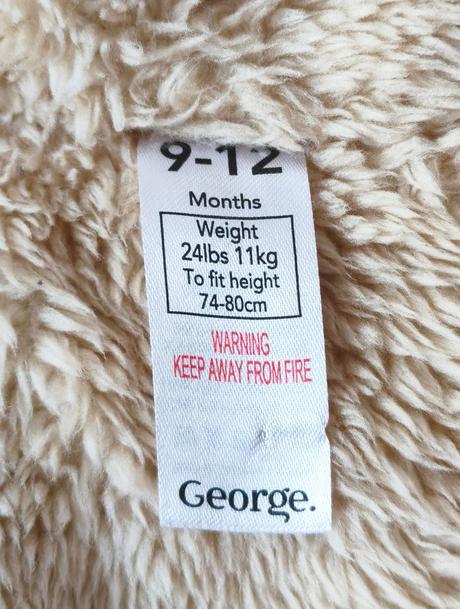 9-12
Months
Weight
24lbs 11kg
To fit height
74-80cm
WARNING
KEEP AWAY FROM FIRE
George.